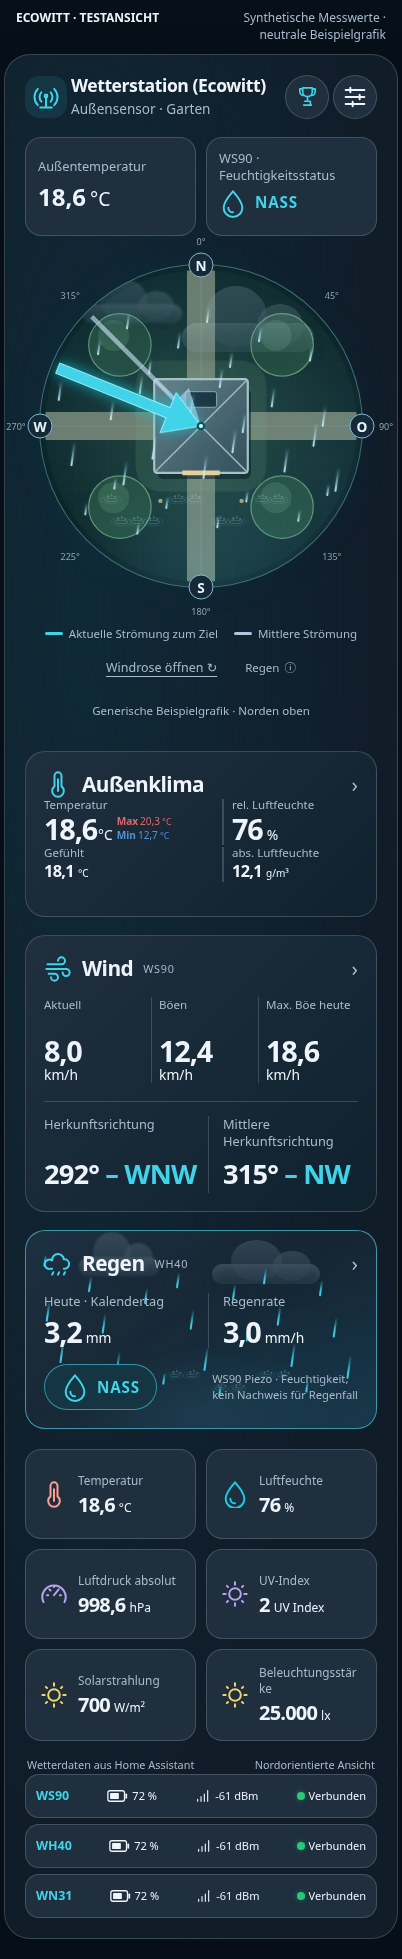 ECOWITT · TESTANSICHT
Synthetische Messwerte ·
neutrale Beispielgrafik
Wetterstation (Ecowitt)
Außensensor · Garten
Außentemperatur
18,6 °C
WS90 ·
Feuchtigkeitsstatus
NASS
0°
N
315°
45°
270°
W
O
90°
225°
135°
S
180°
Aktuelle Strömung zum Ziel
Mittlere Strömung
Windrose öffnen ↻
Regen ⓘ
Generische Beispielgrafik · Norden oben
Außenklima
›
Temperatur
18,6 °C
Max 20,3 °C
Min 12,7 °C
rel. Luftfeuchte
76 %
Gefühlt
18,1 °C
abs. Luftfeuchte
12,1 g/m³
Wind WS90
›
Aktuell
8,0
km/h
Böen
12,4
km/h
Max. Böe heute
18,6
km/h
Herkunftsrichtung
292° – WNW
Mittlere
Herkunftsrichtung
315° – NW
Regen WH40
›
Heute · Kalendertag
3,2 mm
Regenrate
3,0 mm/h
NASS
WS90 Piezo · Feuchtigkeit,
kein Nachweis für Regenfall
Temperatur
18,6 °C
Luftfeuchte
76 %
Luftdruck absolut
998,6 hPa
UV-Index
2 UV Index
Solarstrahlung
700 W/m²
Beleuchtungsstär
ke
25.000 lx
Wetterdaten aus Home Assistant
Nordorientierte Ansicht
WS90 72 % -61 dBm Verbunden
WH40 72 % -61 dBm Verbunden
WN31 72 % -61 dBm Verbunden